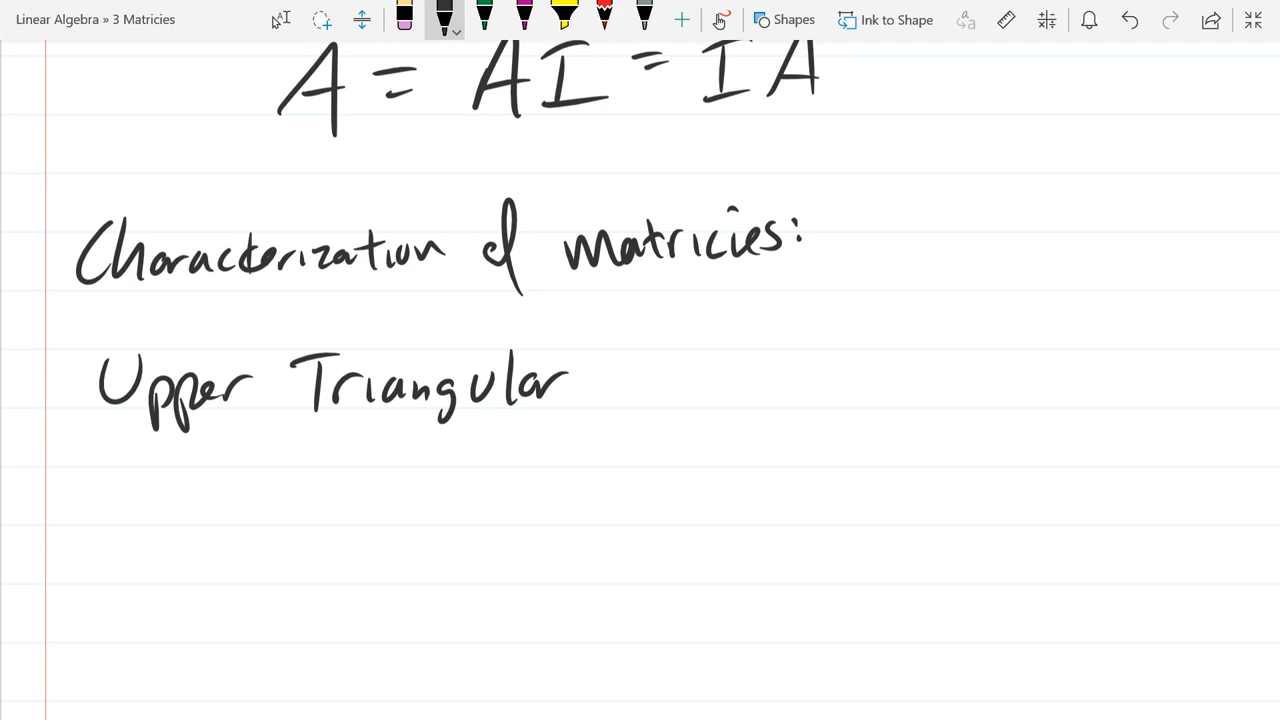 Linear Algebra » 3 Matricies
Shapes
Ink to Shape
A = AI = IA
Characterization of matricies:
Upper Triangular